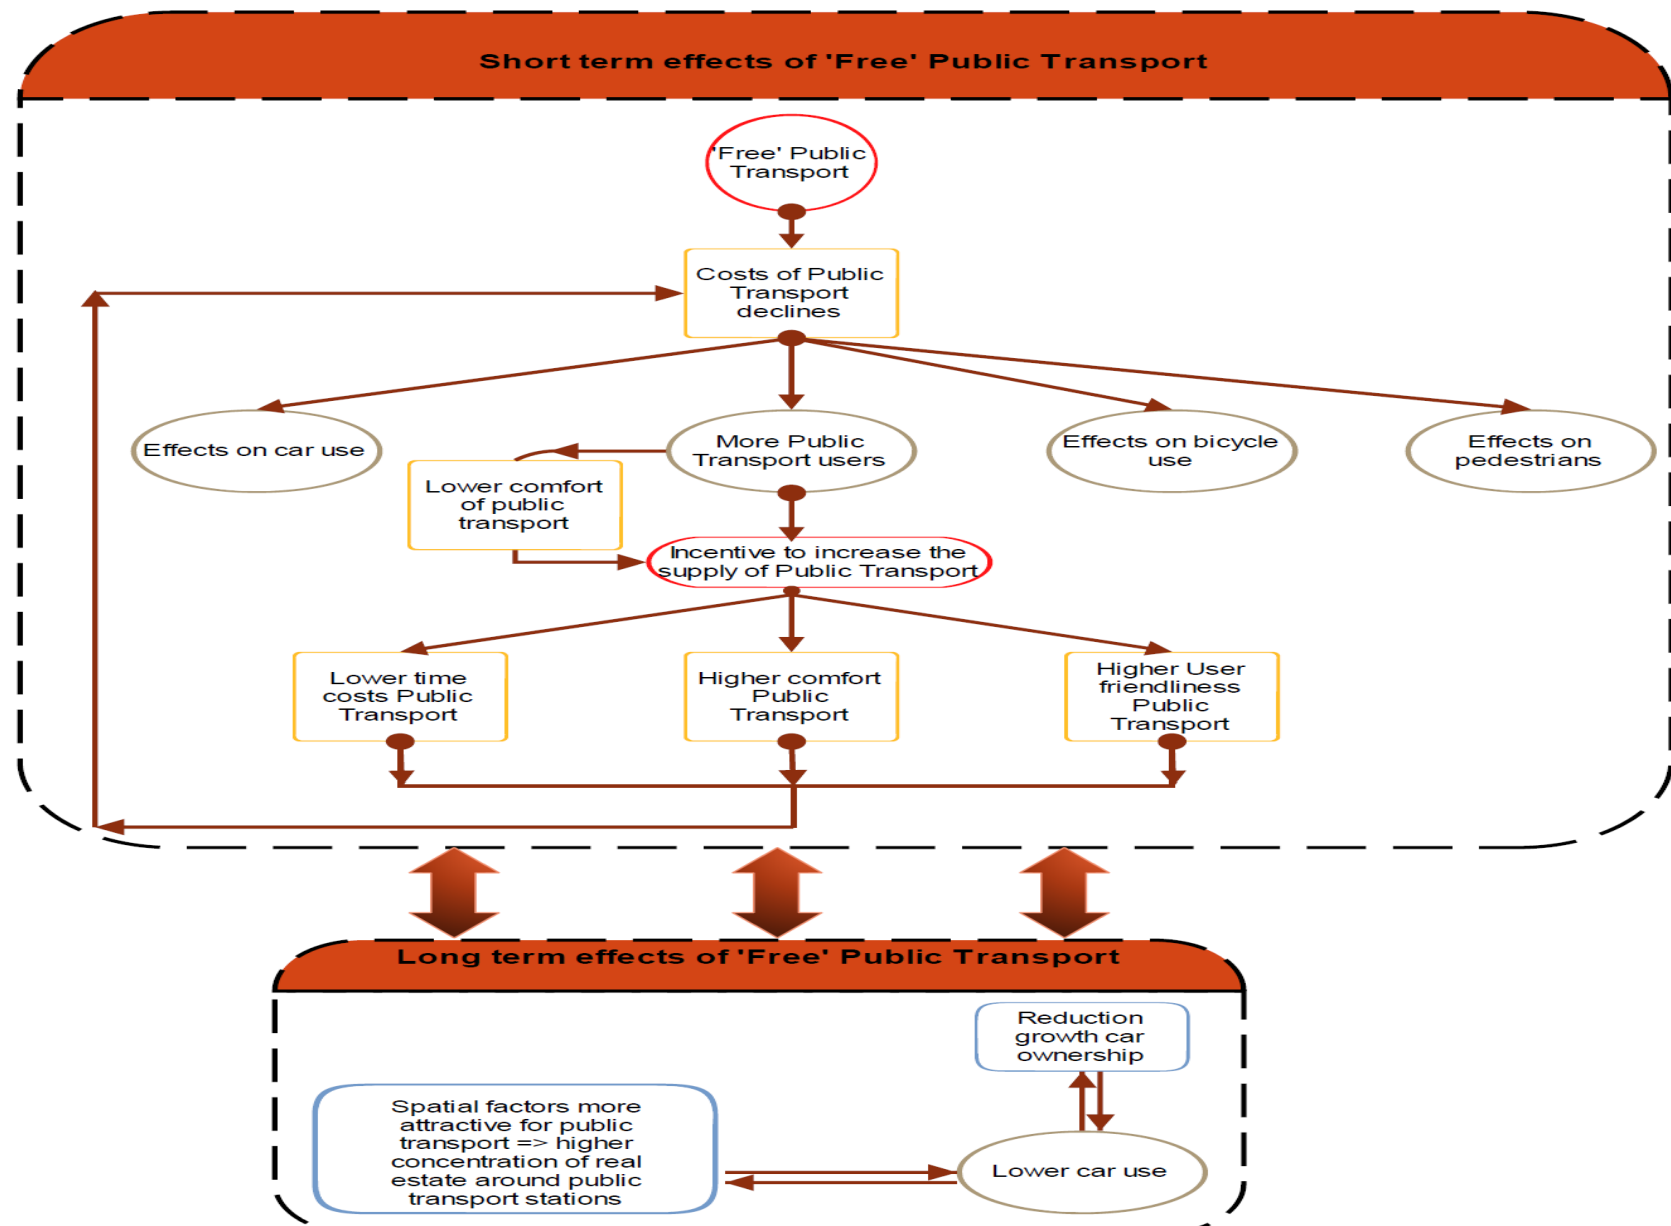 Short term effects of 'Free' Public Transport
'Free' Public
Transport
Costs of Public
Transport
declines
Effects on car use
More Public
Transport users
Effects on bicycle
use
Effects on
pedestrians
Lower comfort
of public
transport
Incentive to increase the
supply of Public Transport
Lower time
costs Public
Transport
Higher comfort
Public
Transport
Higher User
friendliness
Public
Transport
Long term effects of 'Free' Public Transport
Reduction
growth car
ownership
Spatial factors more
attractive for public
transport => higher
concentration of real
estate around public
transport stations
Lower car use